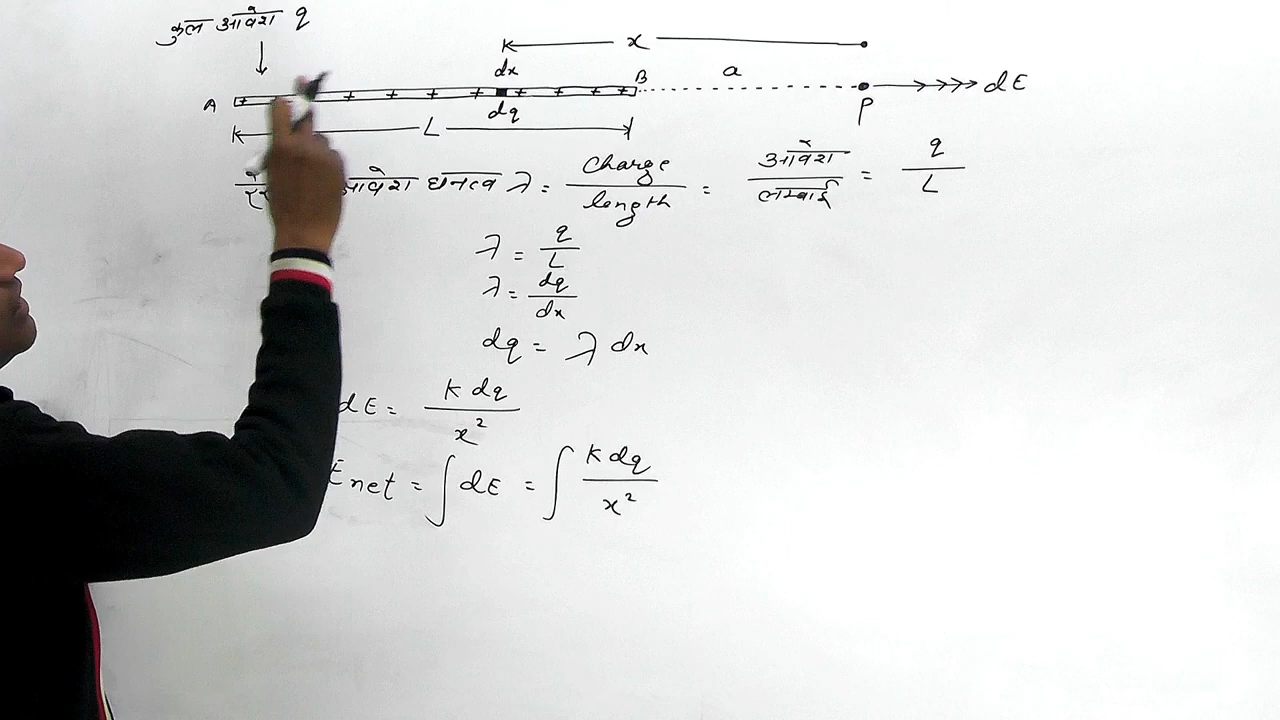 कुल आवेश q
x
dx
A B a P dE
dq
L
आवेश घनत्व λ = charge / length = आवेश / लम्बाई = q / L
λ = q / L
λ = dq / dx
dq = λ dx
dE = K dq / x²
E net = ∫ dE = ∫ K dq / x²